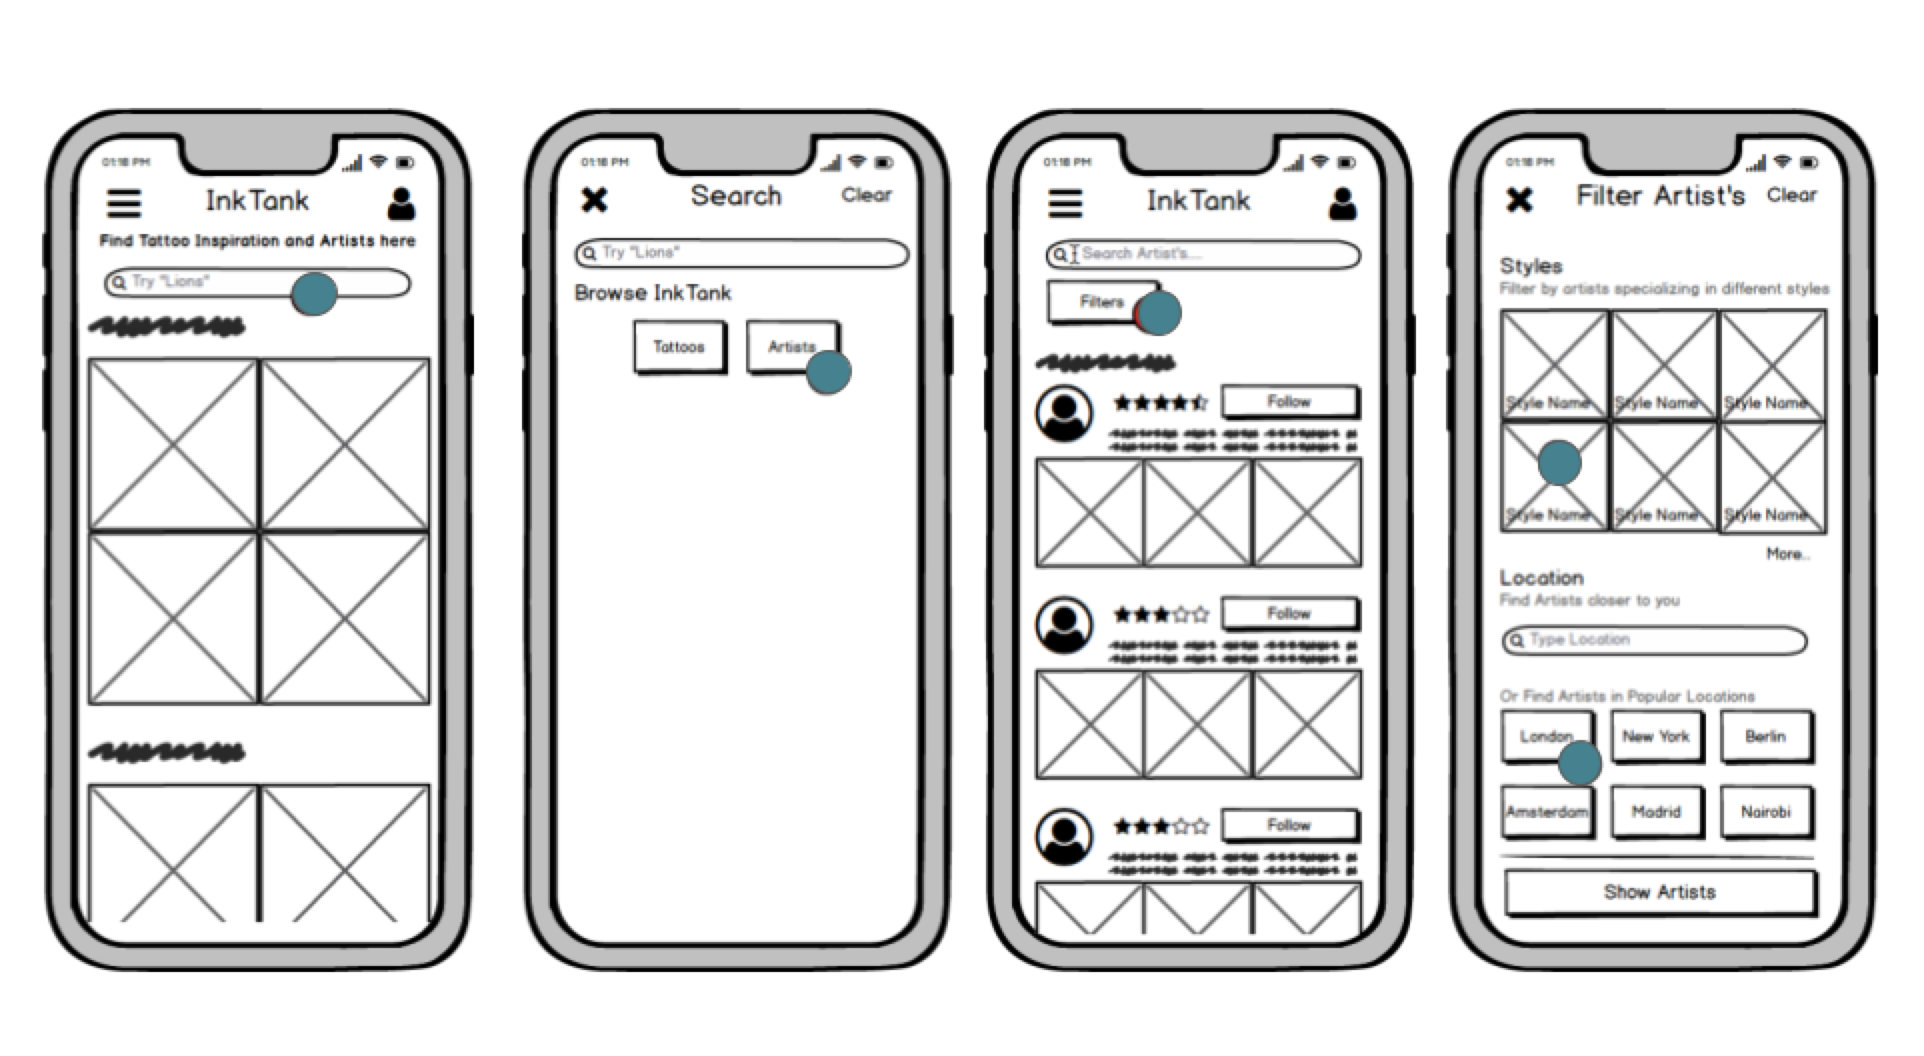 01:18 PM
InkTank
Find Tattoo Inspiration and Artists here
Try "Lions"
01:18 PM
Search
Clear
Try "Lions"
Browse InkTank
Tattoos
Artists
01:18 PM
InkTank
Search Artist's...
Filters
Follow
Follow
Follow
01:18 PM
Filter Artist's
Clear
Styles
Filter by artists specializing in different styles
Style Name
Style Name
Style Name
Style Name
Style Name
Style Name
More..
Location
Find Artists closer to you
Type Location
Or Find Artists in Popular Locations
London
New York
Berlin
Amsterdam
Madrid
Nairobi
Show Artists